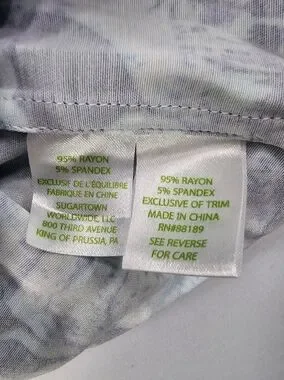 95% RAYON
5% SPANDEX
EXCLUSIF DE L'ÉQUILIBRE
FABRIQUE EN CHINE
SUGARTOWN
WORLDWIDE, LLC
800 THIRD AVENUE
KING OF PRUSSIA, PA
95% RAYON
5% SPANDEX
EXCLUSIVE OF TRIM
MADE IN CHINA
RN#88189
SEE REVERSE
FOR CARE